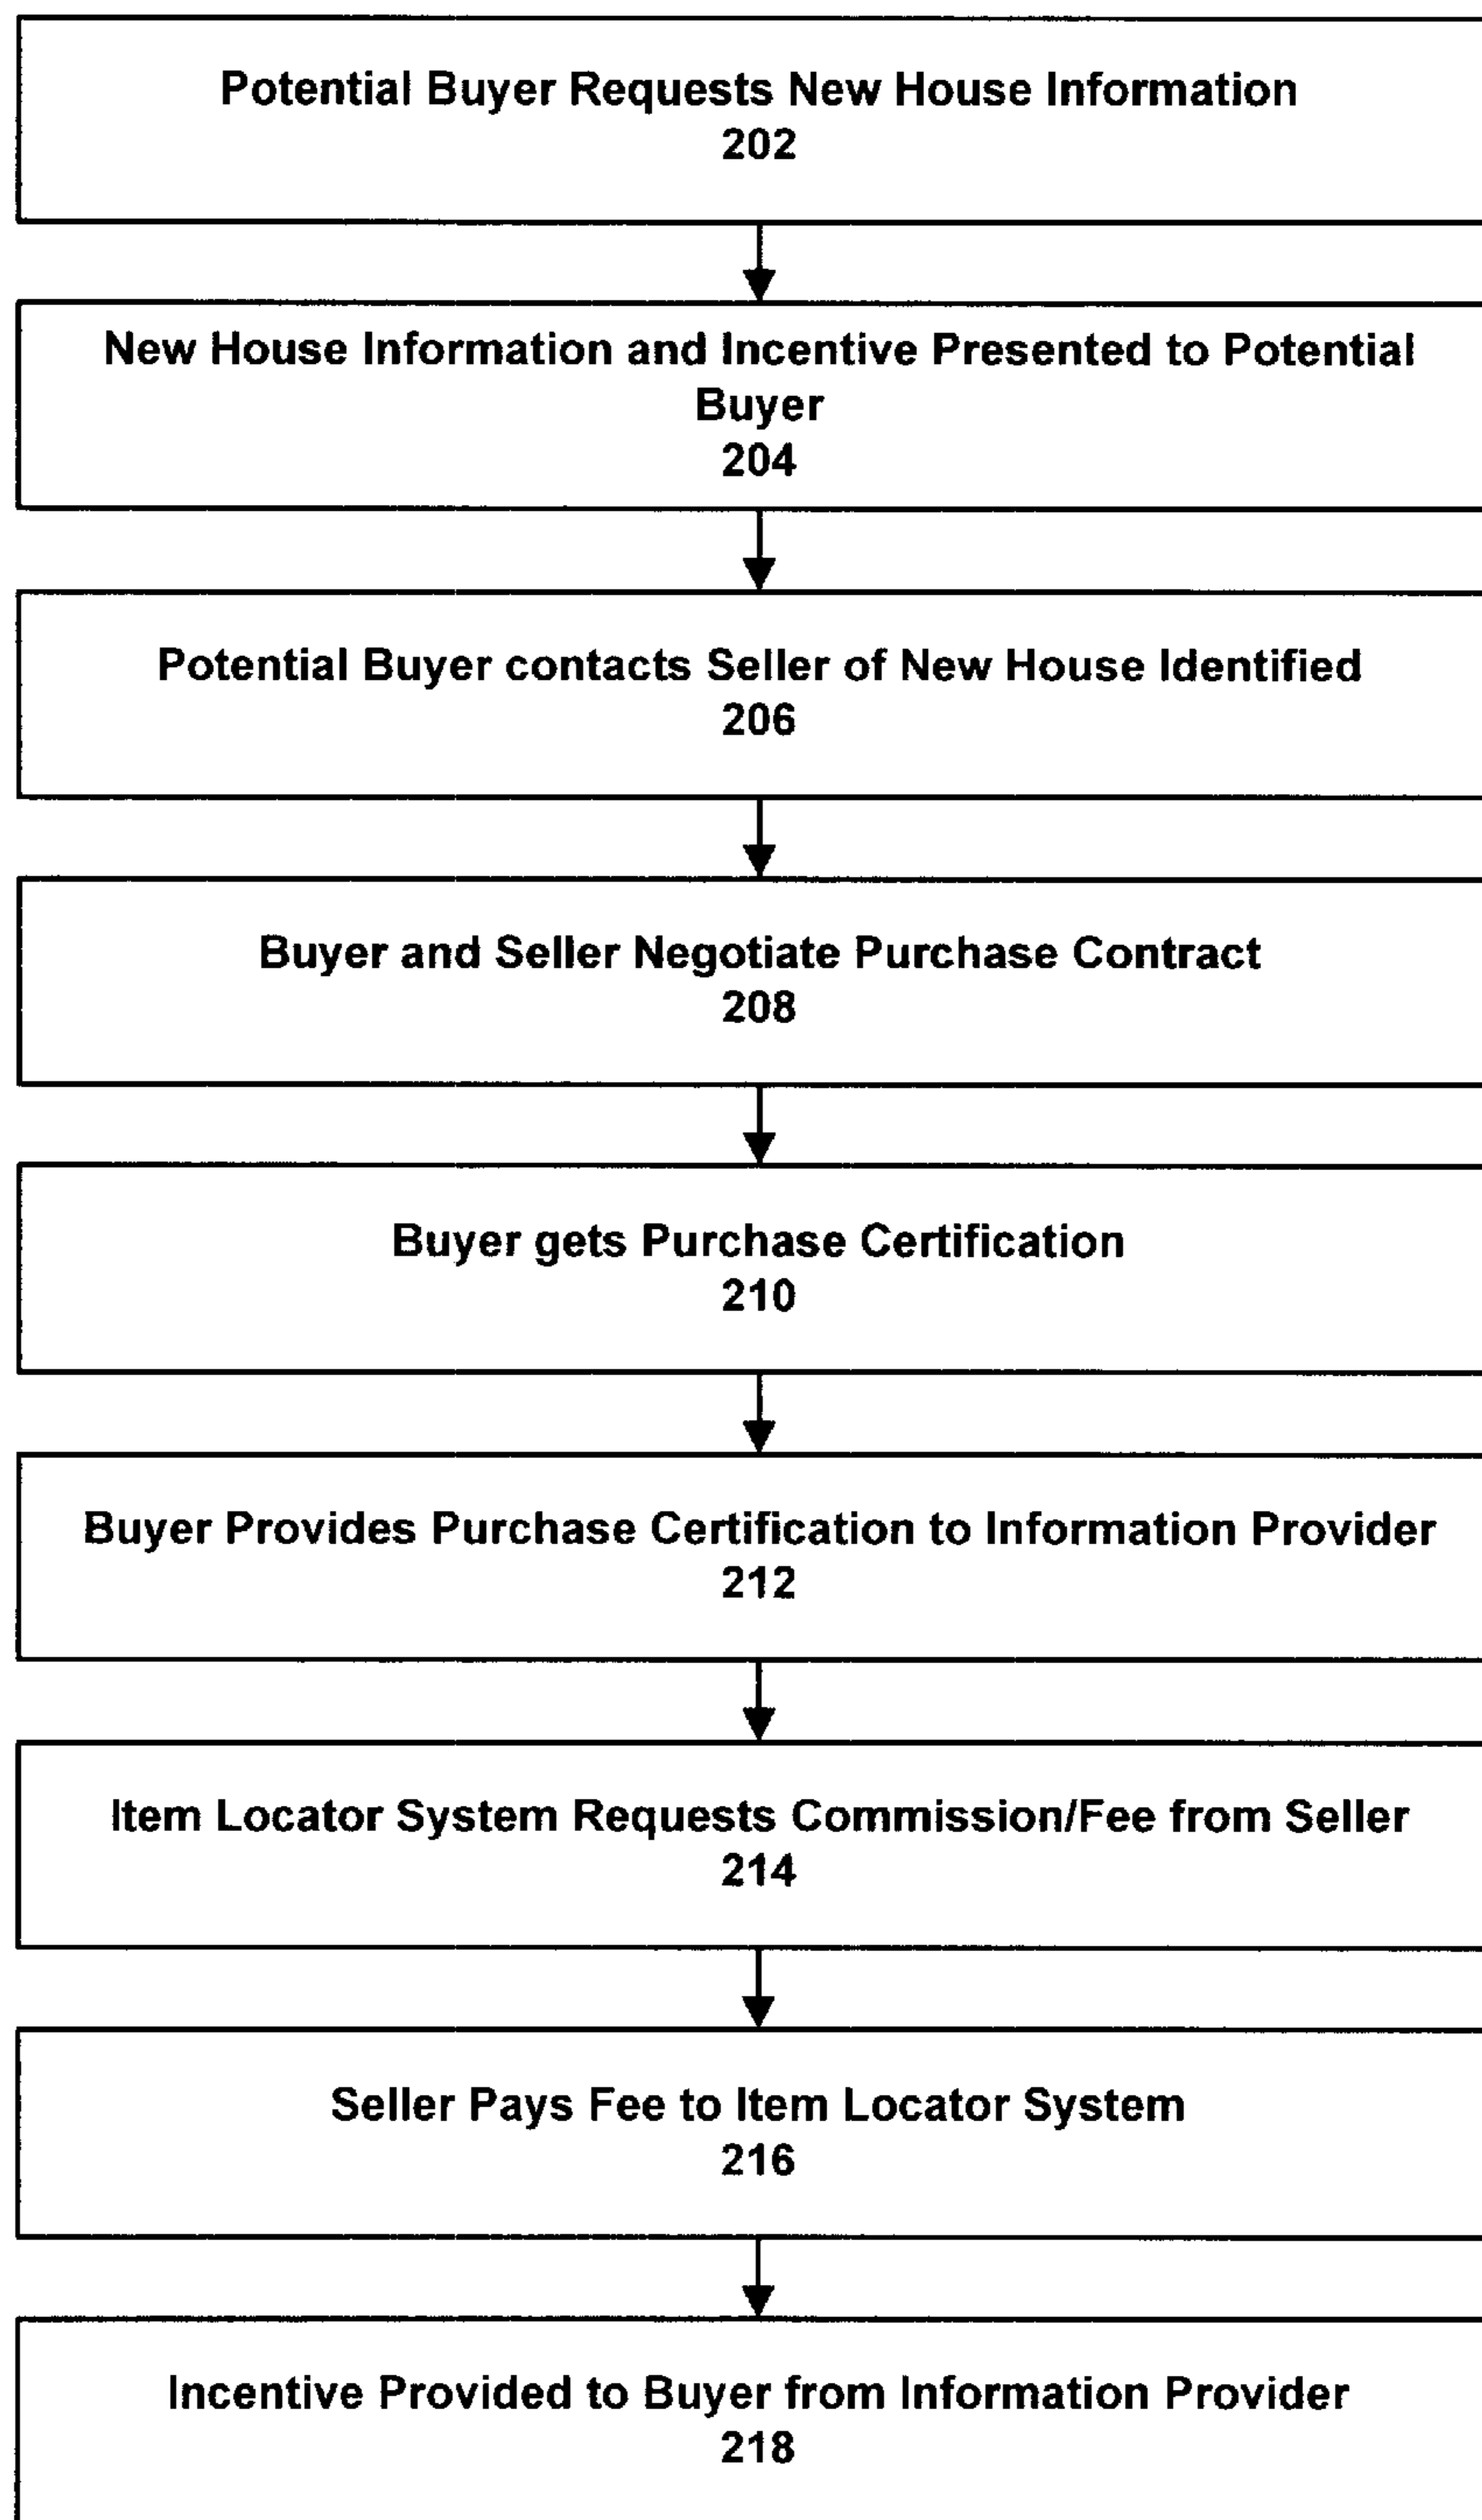 Potential Buyer Requests New House Information
202
New House Information and Incentive Presented to Potential
Buyer
204
Potential Buyer contacts Seller of New House Identified
206
Buyer and Seller Negotiate Purchase Contract
208
Buyer gets Purchase Certification
210
Buyer Provides Purchase Certification to Information Provider
212
Item Locator System Requests Commission/Fee from Seller
214
Seller Pays Fee to Item Locator System
216
Incentive Provided to Buyer from Information Provider
218